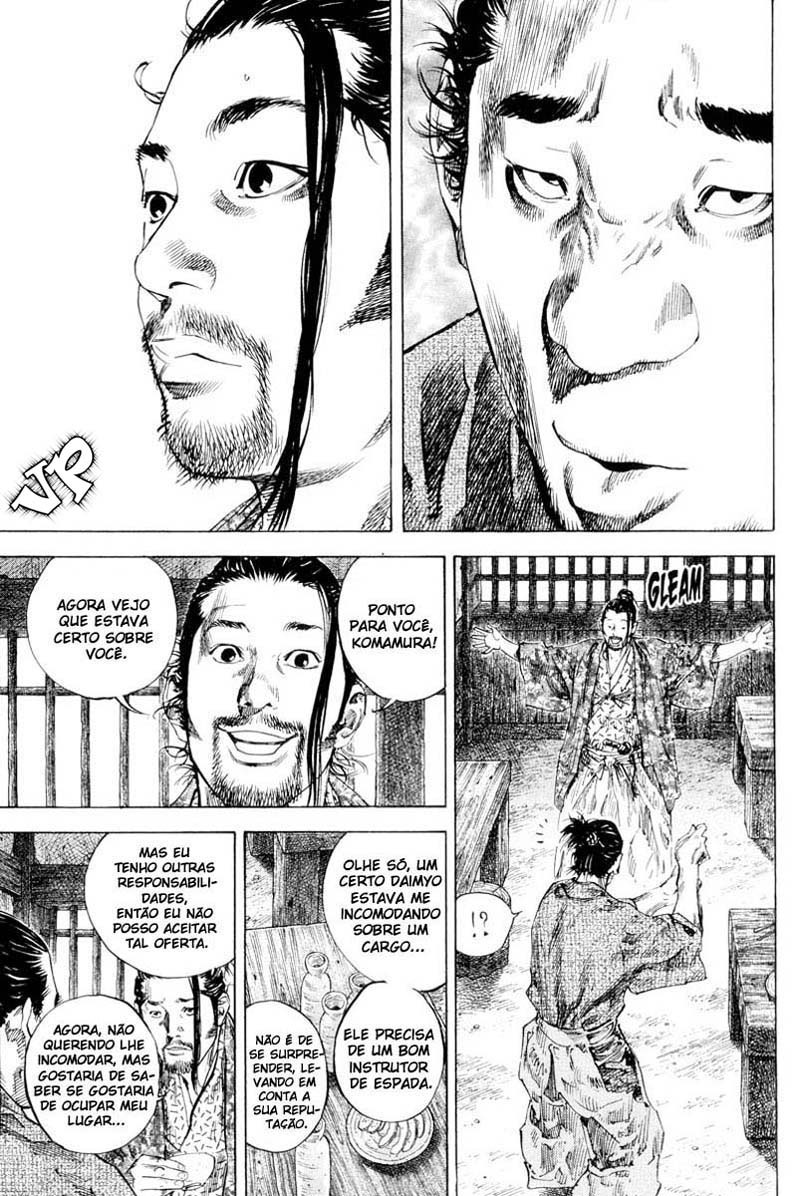 VP
GLEAM
!?
PONTO
PARA VOCÊ,
KOMAMURA!
AGORA VEJO
QUE ESTAVA
CERTO SOBRE
VOCÊ.
OLHE SÓ, UM
CERTO DAIMYO
ESTAVA ME
INCOMODANDO
SOBRE UM
CARGO...
ELE PRECISA
DE UM BOM
INSTRUTOR
DE ESPADA.
NÃO É DE
SE SURPRE-
ENDER, LE-
VANDO EM
CONTA A
SUA REPU-
TAÇÃO.
MAS EU
TENHO OUTRAS
RESPONSABILI-
DADES,
ENTÃO EU NÃO
POSSO ACEITAR
TAL OFERTA.
AGORA, NÃO
QUERENDO LHE
INCOMODAR, MAS
GOSTARIA DE SA-
BER SE GOSTARIA
DE OCUPAR MEU
LUGAR...